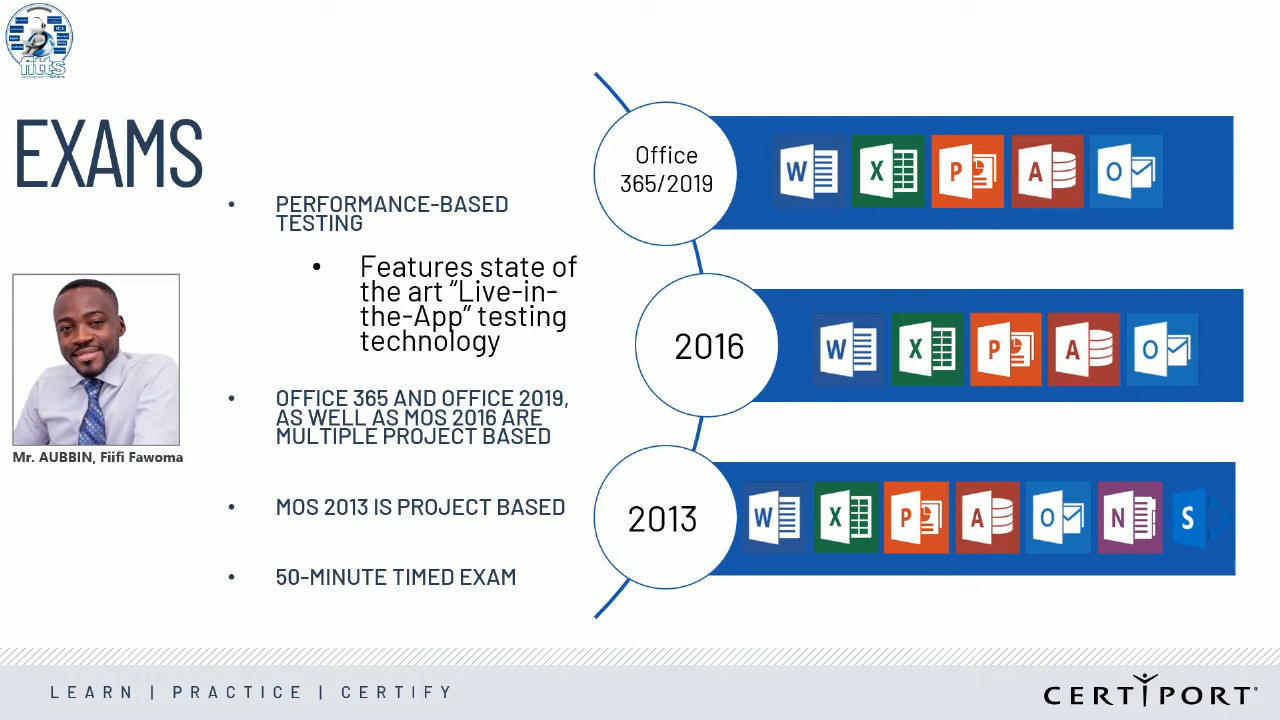 fitts
EXAMS
• PERFORMANCE-BASED
TESTING
• Features state of
the art “Live-in-
the-App” testing
technology
• OFFICE 365 AND OFFICE 2019,
AS WELL AS MOS 2016 ARE
MULTIPLE PROJECT BASED
• MOS 2013 IS PROJECT BASED
• 50-MINUTE TIMED EXAM
Mr. AUBBIN, Fiifi Fawoma
Office
365/2019
W X P A O
2016
W X P A O
2013
W X P A O N S
LEARN | PRACTICE | CERTIFY
CERTIPORT